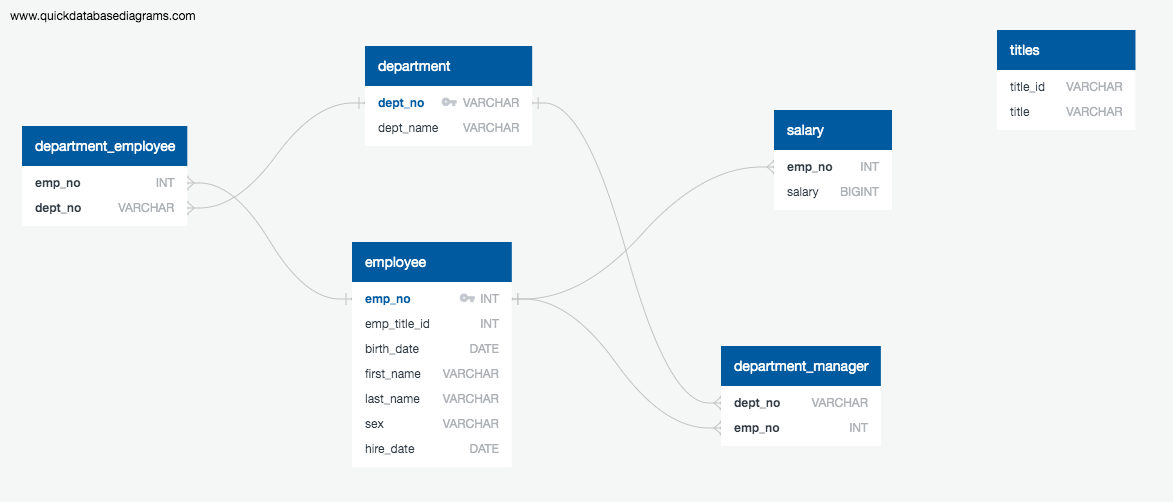 www.quickdatabasediagrams.com
department
dept_no VARCHAR
dept_name VARCHAR
titles
title_id VARCHAR
title VARCHAR
department_employee
emp_no INT
dept_no VARCHAR
salary
emp_no INT
salary BIGINT
employee
emp_no INT
emp_title_id INT
birth_date DATE
first_name VARCHAR
last_name VARCHAR
sex VARCHAR
hire_date DATE
department_manager
dept_no VARCHAR
emp_no INT